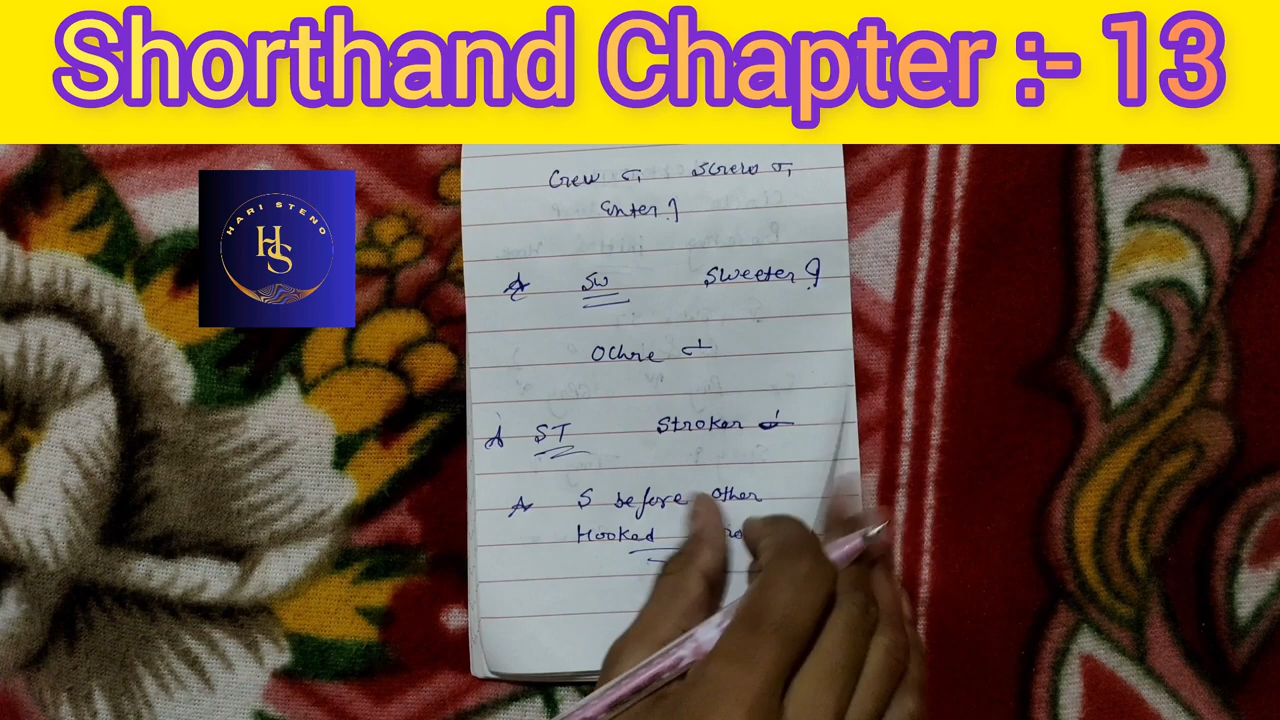 Shorthand Chapter :- 13
HARI STENO
HS
Crew Screw
Enter
SW Sweeter
Ochre
ST Stroker
S before other
Hooked